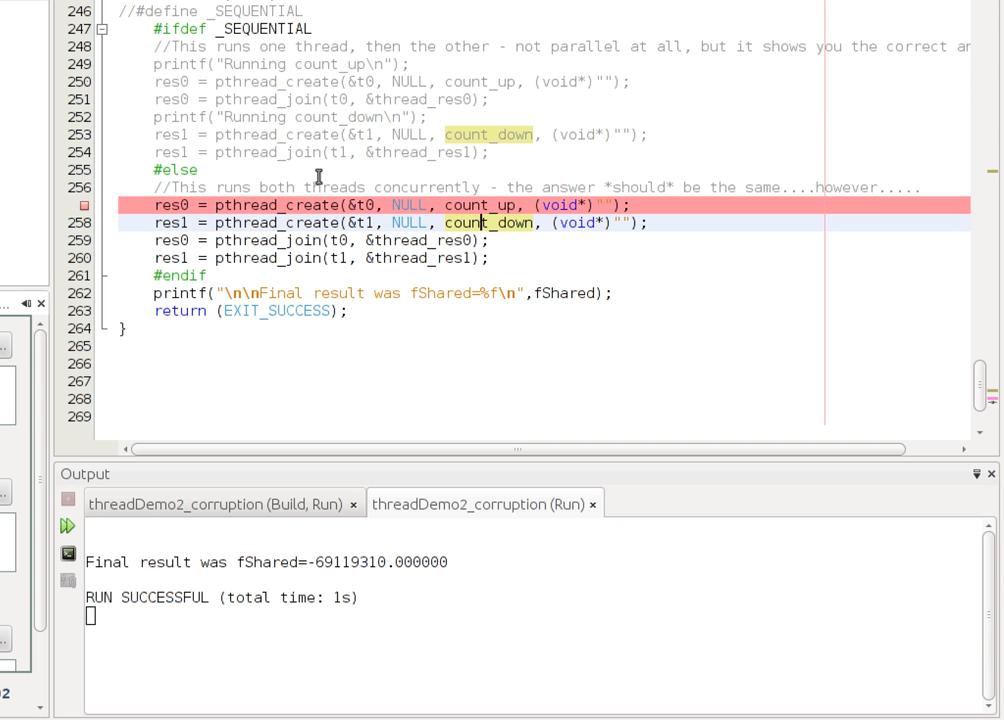 246 //#define _SEQUENTIAL
247 #ifdef _SEQUENTIAL
248 //This runs one thread, then the other - not parallel at all, but it shows you the correct an
249 printf("Running count_up\n");
250 res0 = pthread_create(&t0, NULL, count_up, (void*)"");
251 res0 = pthread_join(t0, &thread_res0);
252 printf("Running count_down\n");
253 res1 = pthread_create(&t1, NULL, count_down, (void*)"");
254 res1 = pthread_join(t1, &thread_res1);
255 #else
256 //This runs both threads concurrently - the answer *should* be the same....however.....
res0 = pthread_create(&t0, NULL, count_up, (void*)"");
258 res1 = pthread_create(&t1, NULL, count_down, (void*)"");
259 res0 = pthread_join(t0, &thread_res0);
260 res1 = pthread_join(t1, &thread_res1);
261 #endif
262 printf("\n\nFinal result was fShared=%f\n",fShared);
263 return (EXIT_SUCCESS);
264 }
265
266
267
268
269
Output
threadDemo2_corruption (Build, Run) × threadDemo2_corruption (Run) ×
Final result was fShared=-69119310.000000
RUN SUCCESSFUL (total time: 1s)